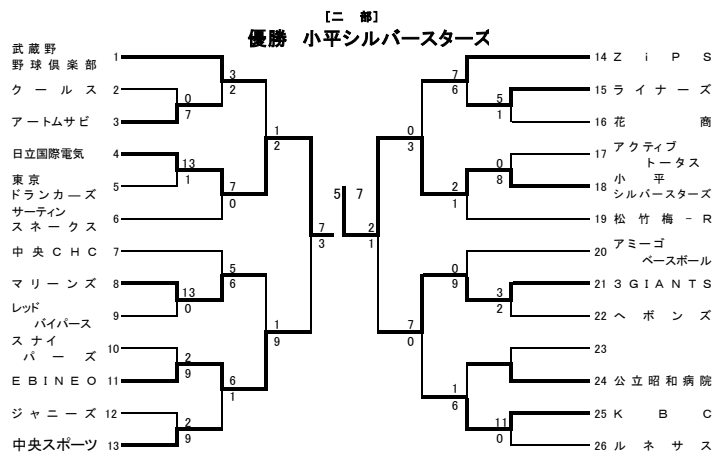 [二 部]
優勝 小平シルバースターズ
武蔵野
野球倶楽部 1
クールス 2
アートムサビ 3
日立国際電気 4
東京
ドランカーズ 5
サーティン
スネークス 6
中央CHC 7
マリーンズ 8
レッド
バイパース 9
スナイ
パーズ 10
EBINEO 11
ジャニーズ 12
中央スポーツ 13
0
7
13
1
13
0
2
9
2
9
3
2
7
0
5
6
6
1
1
2
1
9
7
3
5 7
2
1
0
3
7
0
7
6
2
1
0
9
1
6
5
1
0
8
3
2
11
0
14 ZiPS
15 ライナーズ
16 花商
17 アクティブ
トータス
18 小平
シルバースターズ
19 松竹梅-R
20 アミーゴ
ベースボール
21 3GIANTS
22 ヘボンズ
23
24 公立昭和病院
25 KBC
26 ルネサス